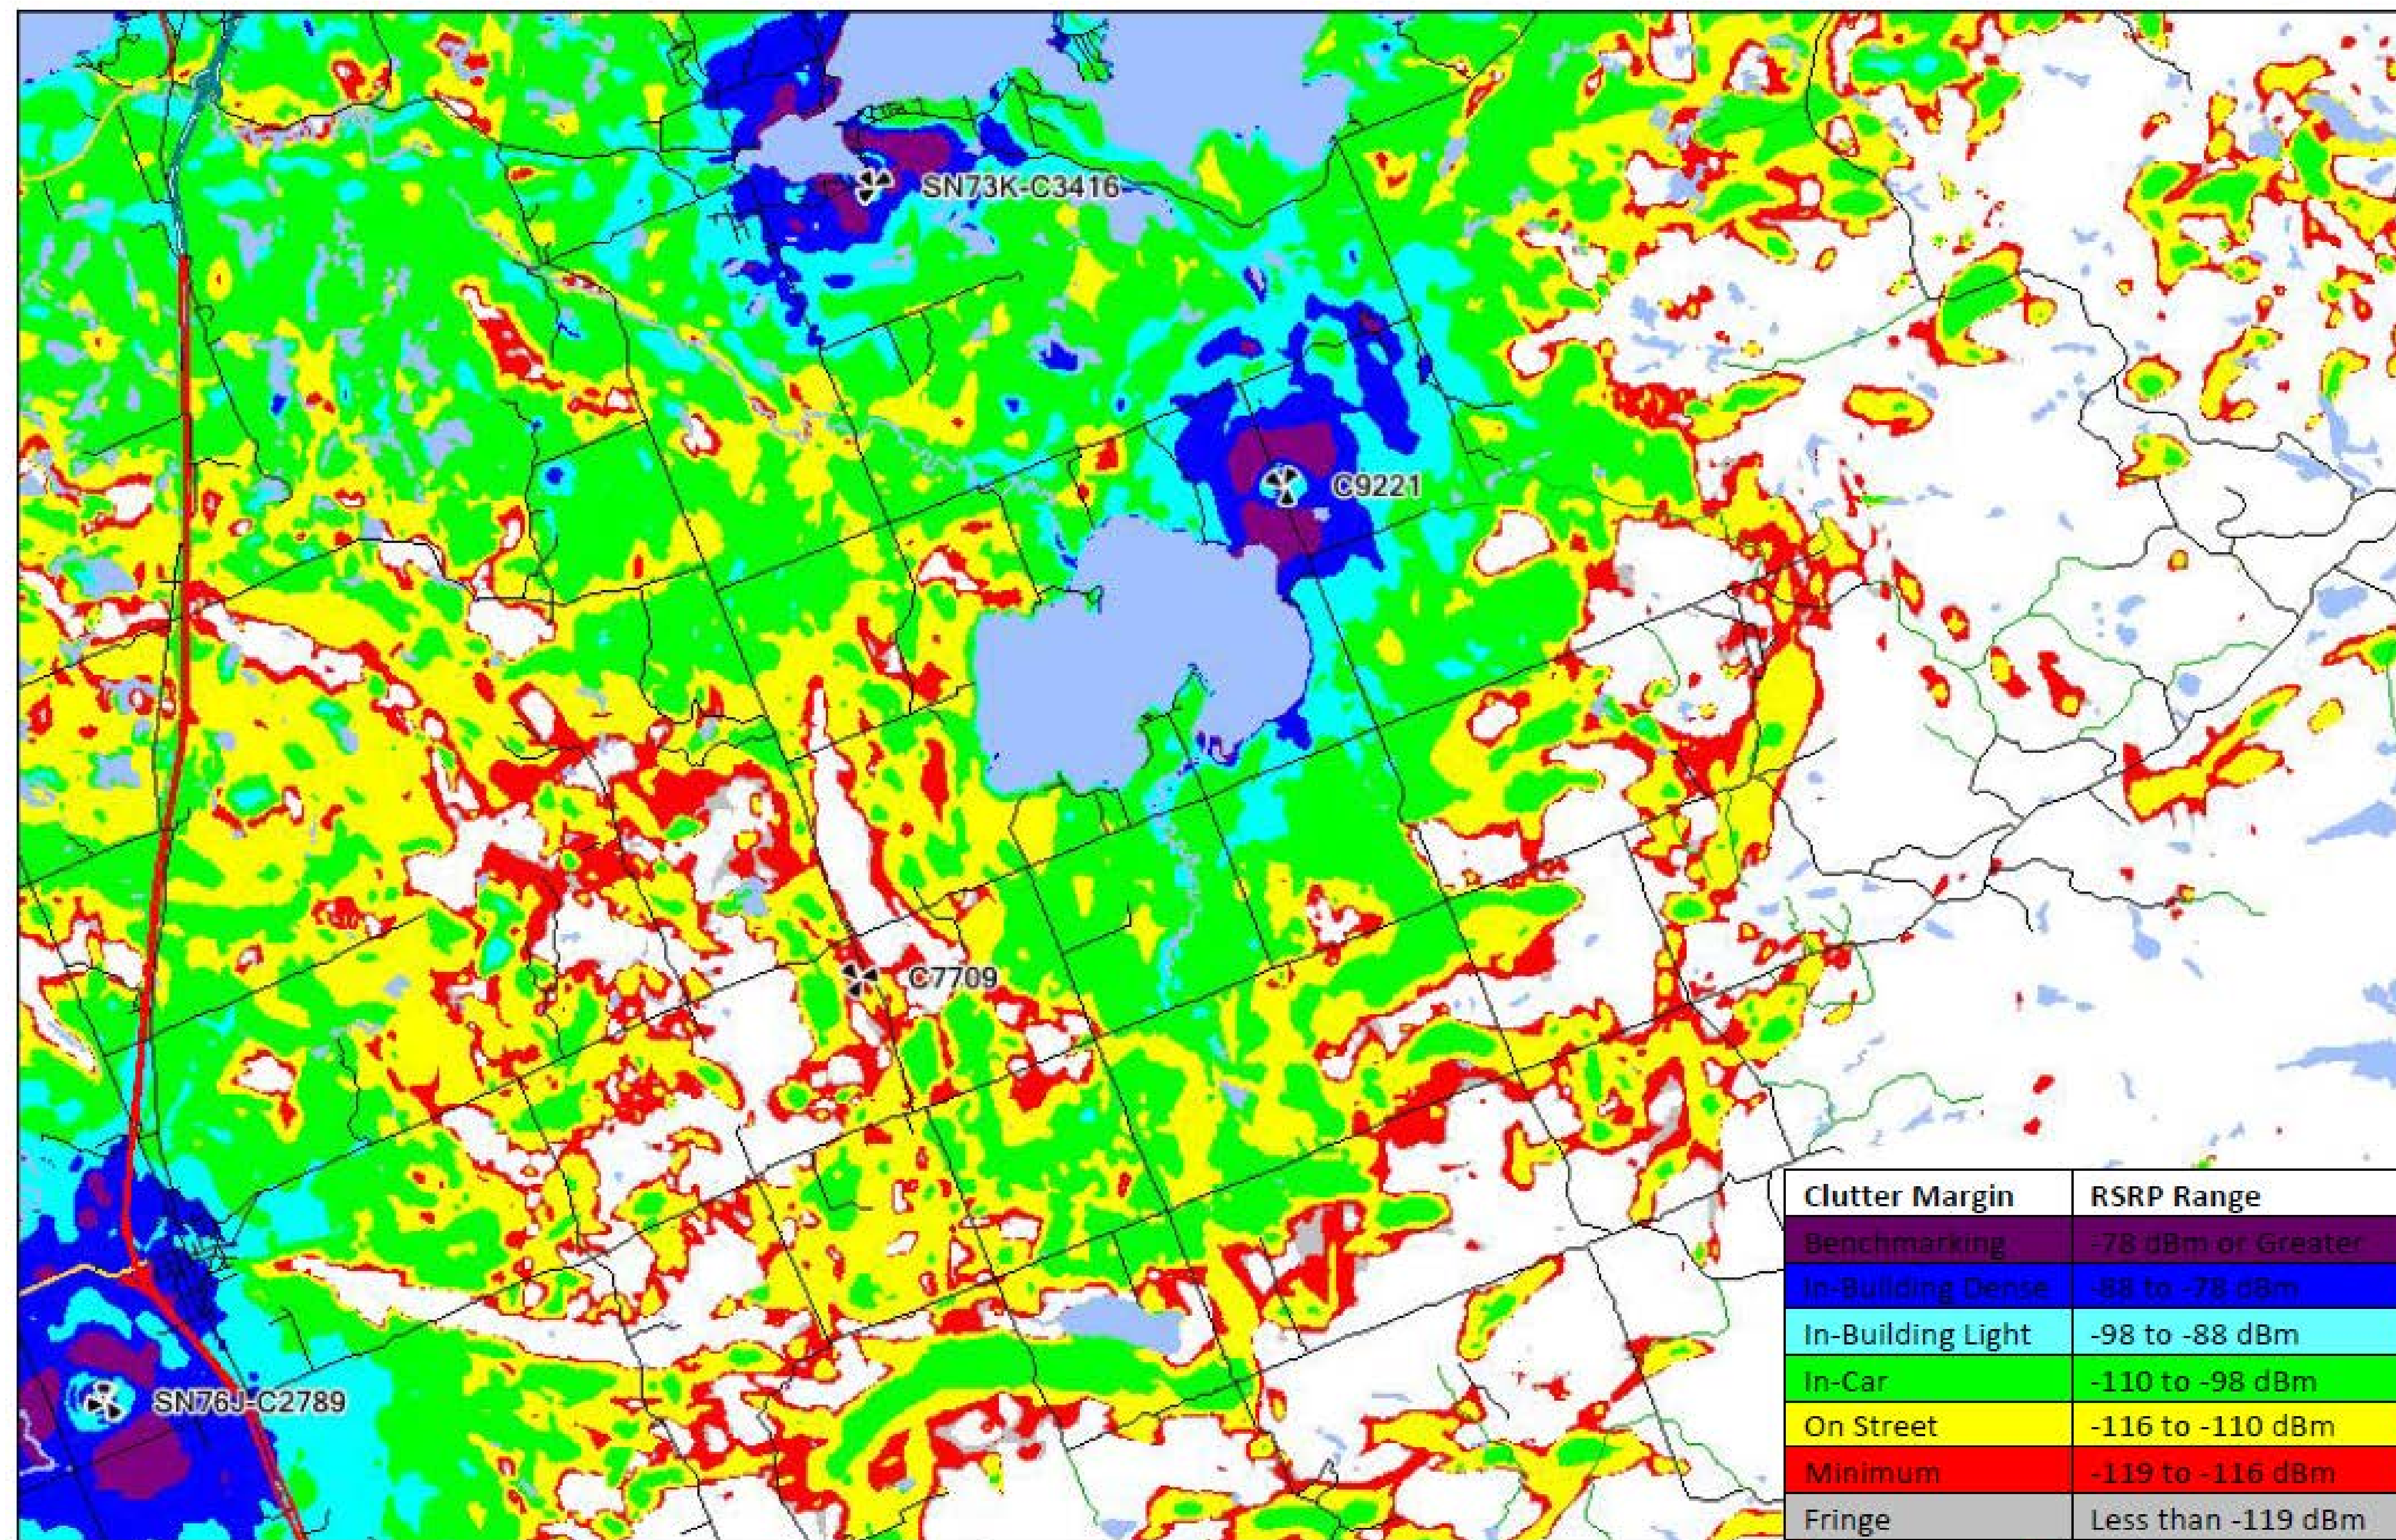 SN73K-C3416
C9221
C7709
SN76J-C2789
Clutter Margin RSRP Range
Benchmarking -78 dBm or Greater
In-Building Dense -88 to -78 dBm
In-Building Light -98 to -88 dBm
In-Car -110 to -98 dBm
On Street -116 to -110 dBm
Minimum -119 to -116 dBm
Fringe Less than -119 dBm